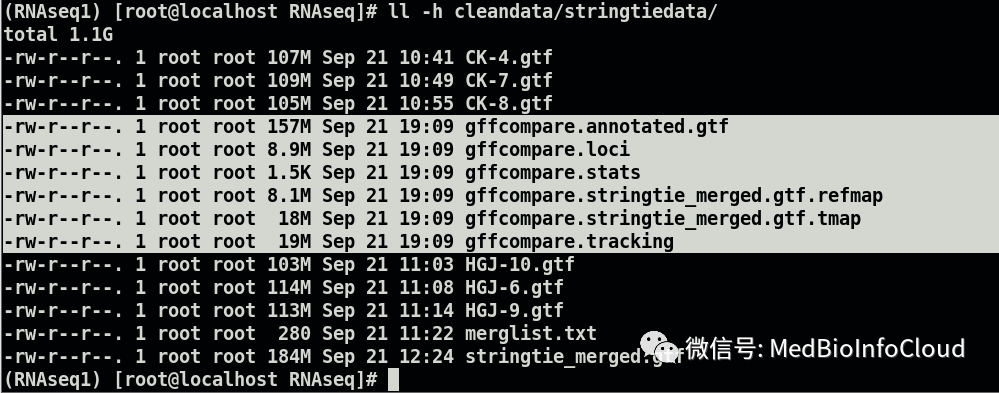 (RNAseq1) [root@localhost RNAseq]# ll -h cleandata/stringtiedata/
total 1.1G
-rw-r--r--. 1 root root 107M Sep 21 10:41 CK-4.gtf
-rw-r--r--. 1 root root 109M Sep 21 10:49 CK-7.gtf
-rw-r--r--. 1 root root 105M Sep 21 10:55 CK-8.gtf
-rw-r--r--. 1 root root 157M Sep 21 19:09 gffcompare.annotated.gtf
-rw-r--r--. 1 root root 8.9M Sep 21 19:09 gffcompare.loci
-rw-r--r--. 1 root root 1.5K Sep 21 19:09 gffcompare.stats
-rw-r--r--. 1 root root 8.1M Sep 21 19:09 gffcompare.stringtie_merged.gtf.refmap
-rw-r--r--. 1 root root  18M Sep 21 19:09 gffcompare.stringtie_merged.gtf.tmap
-rw-r--r--. 1 root root  19M Sep 21 19:09 gffcompare.tracking
-rw-r--r--. 1 root root 103M Sep 21 11:03 HGJ-10.gtf
-rw-r--r--. 1 root root 114M Sep 21 11:08 HGJ-6.gtf
-rw-r--r--. 1 root root 113M Sep 21 11:14 HGJ-9.gtf
-rw-r--r--. 1 root root  280 Sep 21 11:22 merglist.txt
-rw-r--r--. 1 root root 184M Sep 21 12:24 stringtie_merged.gtf
微信号: MedBioInfoCloud
(RNAseq1) [root@localhost RNAseq]#